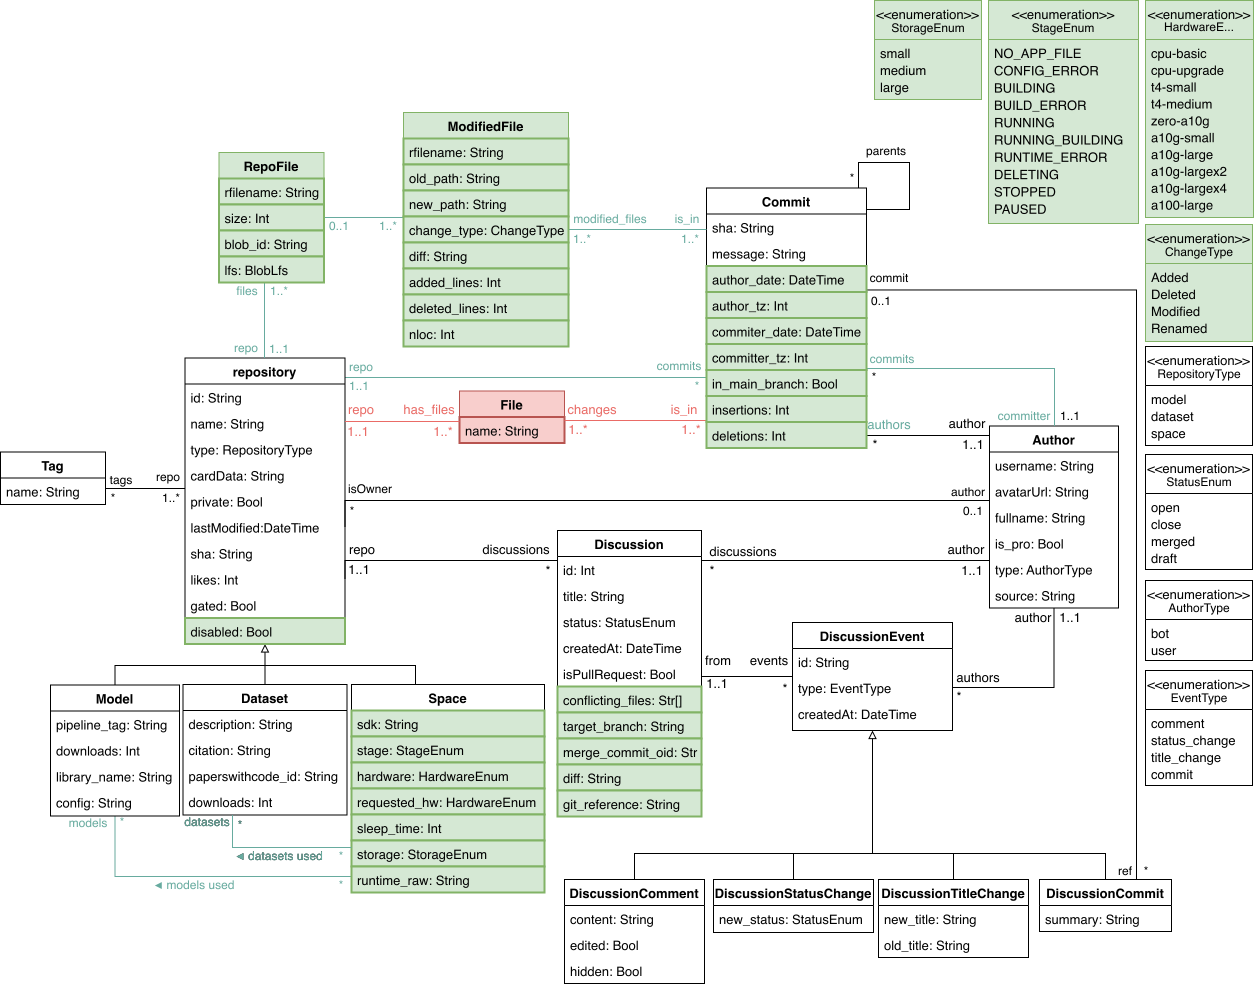 <<enumeration>>
StorageEnum
small
medium
large
<<enumeration>>
StageEnum
NO_APP_FILE
CONFIG_ERROR
BUILDING
BUILD_ERROR
RUNNING
RUNNING_BUILDING
RUNTIME_ERROR
DELETING
STOPPED
PAUSED
<<enumeration>>
HardwareE...
cpu-basic
cpu-upgrade
t4-small
t4-medium
zero-a10g
a10g-small
a10g-large
a10g-largex2
a10g-largex4
a100-large
<<enumeration>>
ChangeType
Added
Deleted
Modified
Renamed
<<enumeration>>
RepositoryType
model
dataset
space
<<enumeration>>
StatusEnum
open
close
merged
draft
<<enumeration>>
AuthorType
bot
user
<<enumeration>>
EventType
comment
status_change
title_change
commit
ModifiedFile
rfilename: String
old_path: String
new_path: String
change_type: ChangeType
diff: String
added_lines: Int
deleted_lines: Int
nloc: Int
RepoFile
rfilename: String
size: Int
blob_id: String
lfs: BlobLfs
0..1
1..*
modified_files
is_in
1..*
1..*
files
1..*
repo
1..1
parents
*
Commit
sha: String
message: String
author_date: DateTime
author_tz: Int
commiter_date: DateTime
committer_tz: Int
in_main_branch: Bool
insertions: Int
deletions: Int
commit
0..1
commits
*
committer
1..1
authors
*
author
1..1
repository
id: String
name: String
type: RepositoryType
cardData: String
private: Bool
lastModified:DateTime
sha: String
likes: Int
gated: Bool
disabled: Bool
repo
1..1
commits
*
repo
1..1
has_files
1..*
File
name: String
changes
1..*
is_in
1..*
Tag
name: String
tags
*
repo
1..*
isOwner
*
author
0..1
Author
username: String
avatarUrl: String
fullname: String
is_pro: Bool
type: AuthorType
source: String
author
1..1
repo
1..1
discussions
*
Discussion
id: Int
title: String
status: StatusEnum
createdAt: DateTime
isPullRequest: Bool
conflicting_files: Str[]
target_branch: String
merge_commit_oid: Str
diff: String
git_reference: String
discussions
*
author
1..1
from
1..1
events
*
DiscussionEvent
id: String
type: EventType
createdAt: DateTime
authors
*
Model
pipeline_tag: String
downloads: Int
library_name: String
config: String
Dataset
description: String
citation: String
paperswithcode_id: String
downloads: Int
Space
sdk: String
stage: StageEnum
hardware: HardwareEnum
requested_hw: HardwareEnum
sleep_time: Int
storage: StorageEnum
runtime_raw: String
models
*
datasets
*
◄ datasets used
*
◄ models used
*
ref
*
DiscussionComment
content: String
edited: Bool
hidden: Bool
DiscussionStatusChange
new_status: StatusEnum
DiscussionTitleChange
new_title: String
old_title: String
DiscussionCommit
summary: String